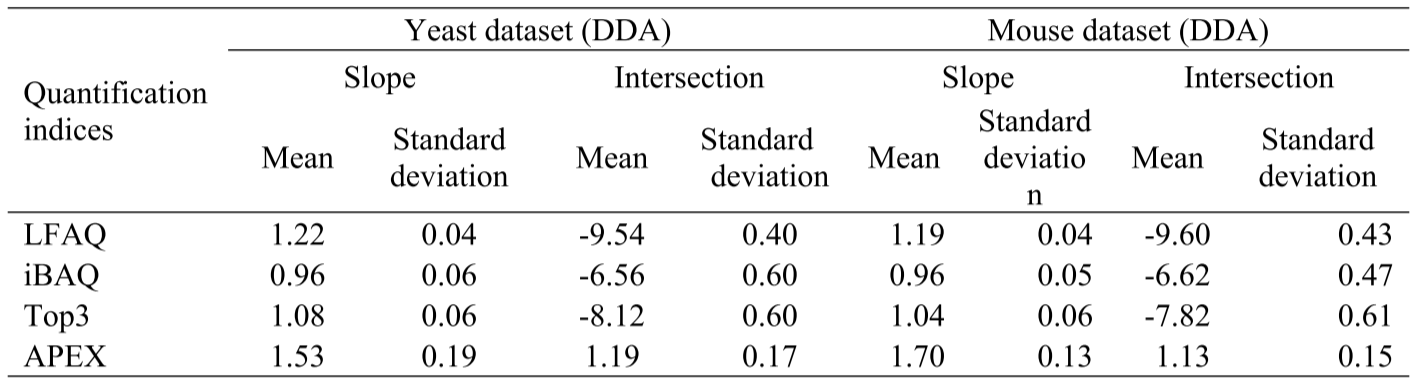 Yeast dataset (DDA) Mouse dataset (DDA)
Quantification indices Slope Intersection Slope Intersection
Mean Standard deviation Mean Standard deviation Mean Standard deviatio n Mean Standard deviation
LFAQ 1.22 0.04 -9.54 0.40 1.19 0.04 -9.60 0.43
iBAQ 0.96 0.06 -6.56 0.60 0.96 0.05 -6.62 0.47
Top3 1.08 0.06 -8.12 0.60 1.04 0.06 -7.82 0.61
APEX 1.53 0.19 1.19 0.17 1.70 0.13 1.13 0.15